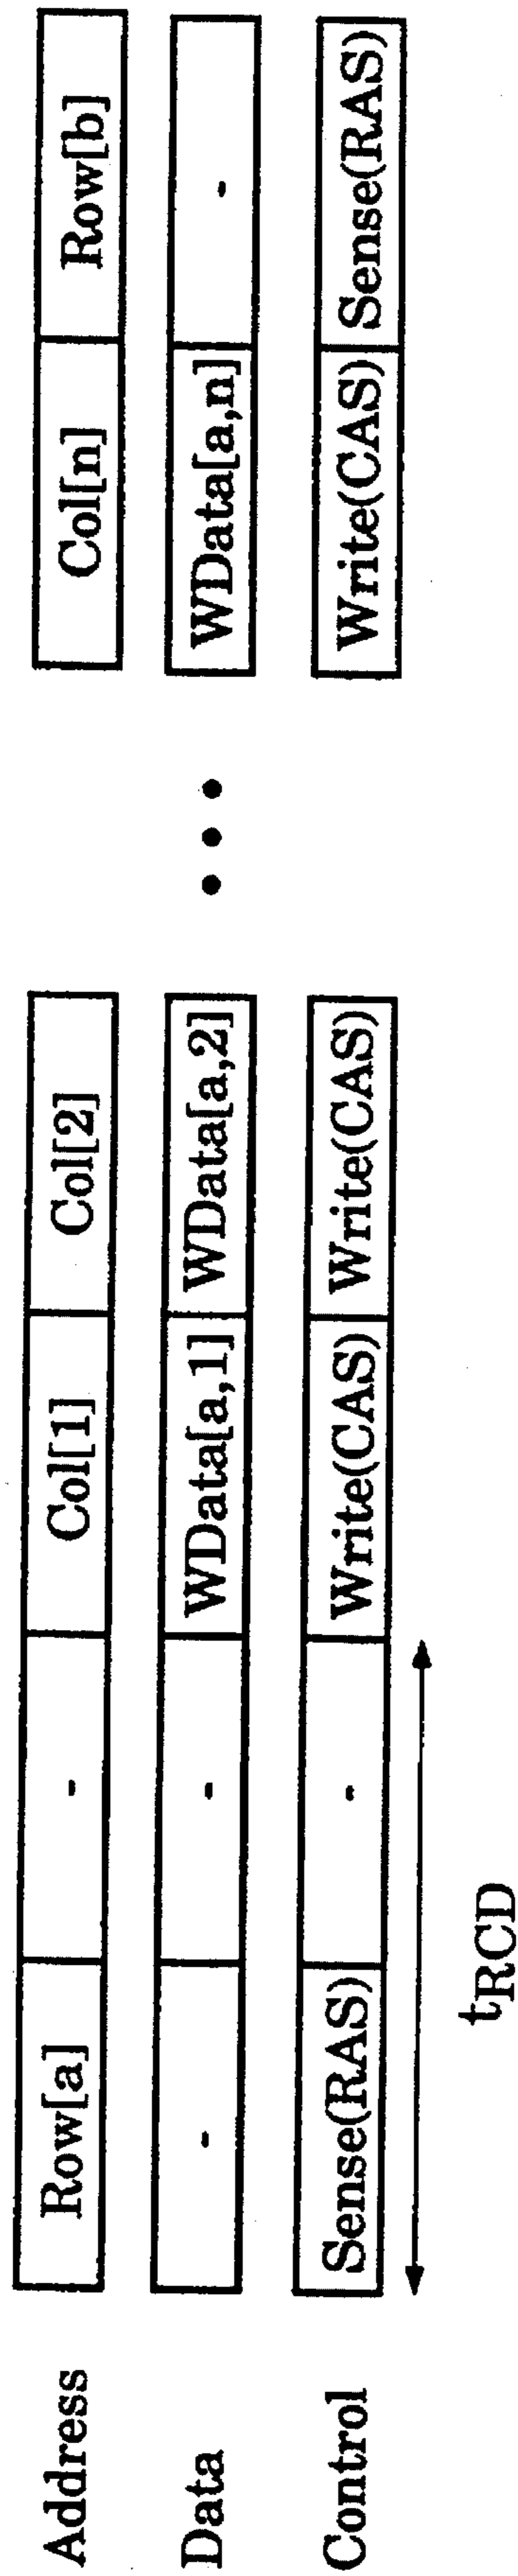 Address Row[a] - Col[1] Col[2] Col[n] Row[b]
Data - - WData[a,1] WData[a,2] • • • WData[a,n] -
Control Sense(RAS) - Write(CAS) Write(CAS) Write(CAS) Sense(RAS)
tRCD